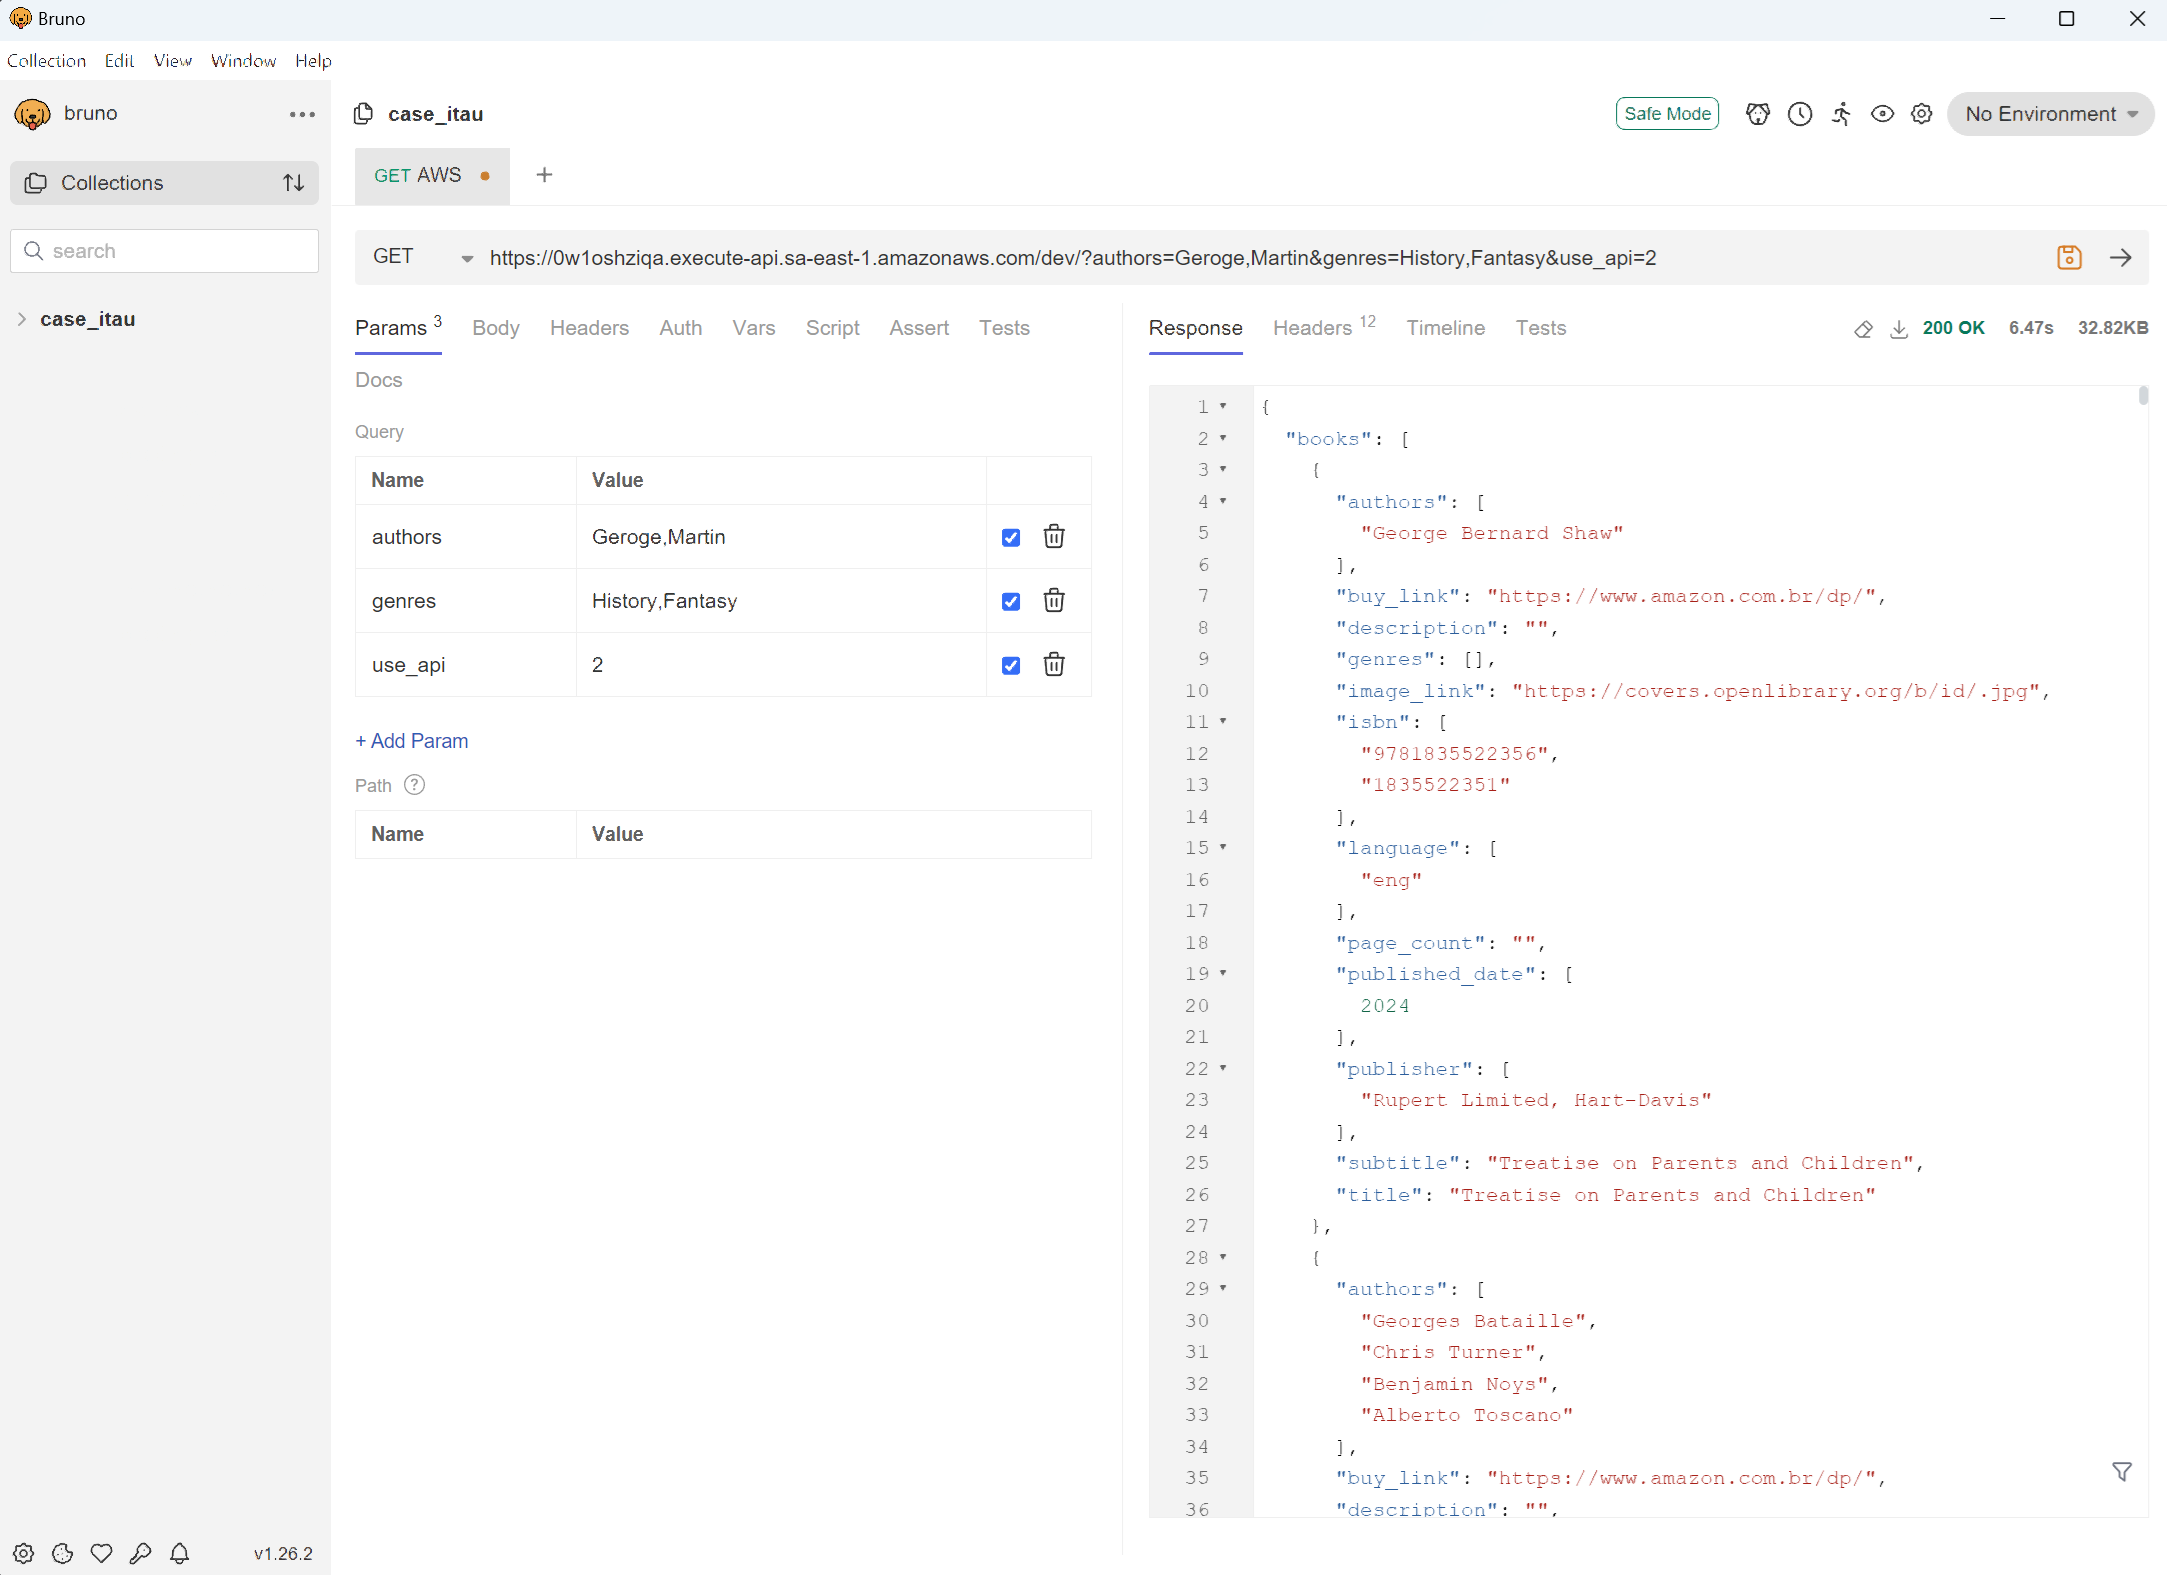 Bruno
Collection Edit View Window Help
bruno
Collections
search
case_itau
v1.26.2
case_itau
Safe Mode
No Environment
GET AWS
GET https://0w1oshziqa.execute-api.sa-east-1.amazonaws.com/dev/?authors=Geroge,Martin&genres=History,Fantasy&use_api=2
Params 3 Body Headers Auth Vars Script Assert Tests
Docs
Query
Name Value
authors Geroge,Martin
genres History,Fantasy
use_api 2
+ Add Param
Path ?
Name Value
Response Headers 12 Timeline Tests 200 OK 6.47s 32.82KB
1 {
2 "books": [
3 {
4 "authors": [
5 "George Bernard Shaw"
6 ],
7 "buy_link": "https://www.amazon.com.br/dp/",
8 "description": "",
9 "genres": [],
10 "image_link": "https://covers.openlibrary.org/b/id/.jpg",
11 "isbn": [
12 "9781835522356",
13 "1835522351"
14 ],
15 "language": [
16 "eng"
17 ],
18 "page_count": "",
19 "published_date": [
20 2024
21 ],
22 "publisher": [
23 "Rupert Limited, Hart-Davis"
24 ],
25 "subtitle": "Treatise on Parents and Children",
26 "title": "Treatise on Parents and Children"
27 },
28 {
29 "authors": [
30 "Georges Bataille",
31 "Chris Turner",
32 "Benjamin Noys",
33 "Alberto Toscano"
34 ],
35 "buy_link": "https://www.amazon.com.br/dp/",
36 "description": "",